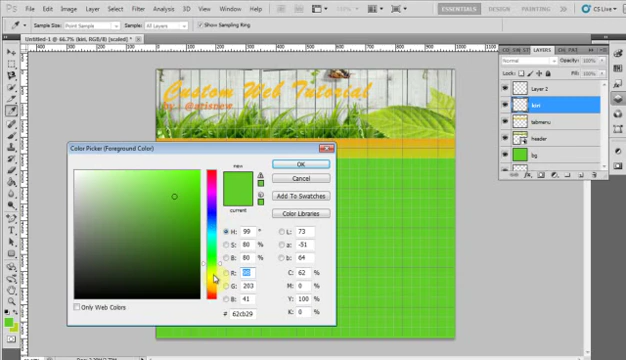 Ps File Edit Image Layer Select Filter Analysis 3D View Window Help
ESSENTIALS DESIGN PAINTING CS Live
Sample Size: Point Sample Sample: All Layers Show Sampling Ring
Untitled-1 @ 66.7% (kiri, RGB/8) [scaled] *
Custom Web Tutorial
LAYERS
Normal Opacity: 100%
Lock: Fill: 100%
Layer 2
kiri
tabmenu
header
bg
Color Picker (Foreground Color)
new
current
OK
Cancel
Add To Swatches
Color Libraries
H: 99 °
S: 80 %
B: 80 %
R:
G: 203
B: 41
# 62cb29
L: 73
a: -51
b: 64
C: 62 %
M: 0 %
Y: 100 %
K: 0 %
Only Web Colors